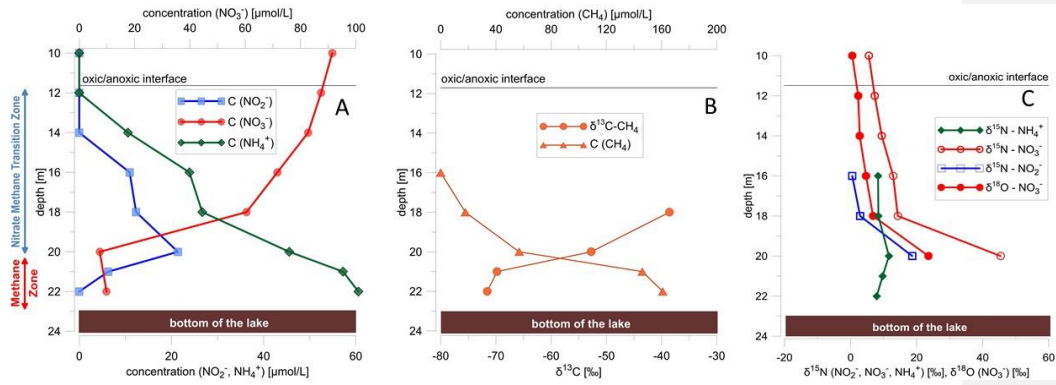 concentration (NO₃⁻) [µmol/L]
0 20 40 60 80 100
10
12
14
16
18
20
22
24
depth [m]
oxic/anoxic interface
A
C (NO₂⁻)
C (NO₃⁻)
C (NH₄⁺)
Nitrate Methane Transition Zone
Methane
Zone
bottom of the lake
0 20 40 60
concentration (NO₂⁻, NH₄⁺) [µmol/L]
concentration (CH₄) [µmol/L]
0 40 80 120 160 200
10
12
14
16
18
20
22
24
depth [m]
oxic/anoxic interface
B
δ¹³C-CH₄
C (CH₄)
bottom of the lake
-80 -70 -60 -50 -40 -30
δ¹³C [‰]
10
12
14
16
18
20
22
24
depth [m]
oxic/anoxic interface
C
δ¹⁵N - NH₄⁺
δ¹⁵N - NO₃⁻
δ¹⁵N - NO₂⁻
δ¹⁸O - NO₃⁻
bottom of the lake
-20 0 20 40 60
δ¹⁵N (NO₂⁻, NO₃⁻, NH₄⁺) [‰], δ¹⁸O (NO₃⁻) [‰]